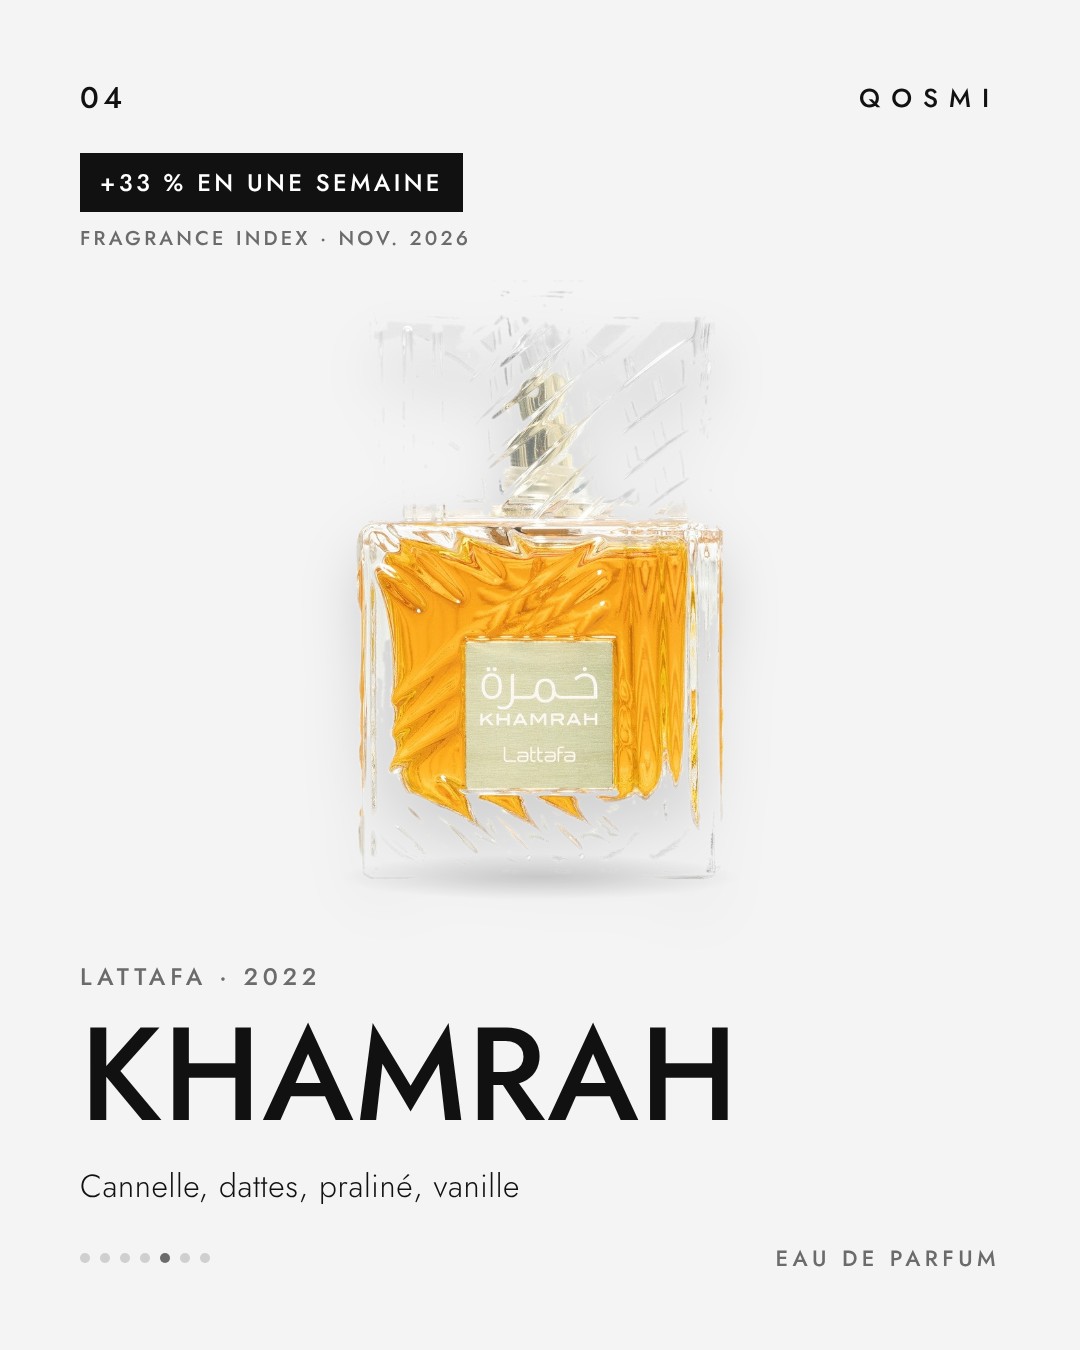 04
QOSMI
+33 % EN UNE SEMAINE
FRAGRANCE INDEX · NOV. 2026
خمرة
KHAMRAH
Lattafa
LATTAFA · 2022
KHAMRAH
Cannelle, dattes, praliné, vanille
EAU DE PARFUM